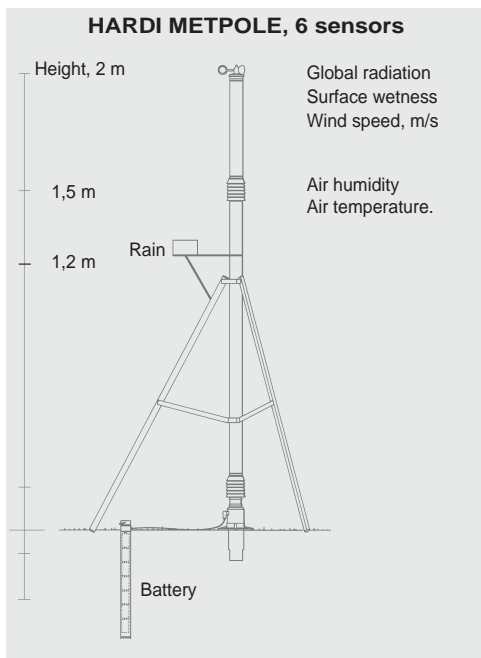 HARDI METPOLE, 6 sensors
Height, 2 m
Global radiation
Surface wetness
Wind speed, m/s
1,5 m
Air humidity
Air temperature.
Rain
1,2 m
Battery